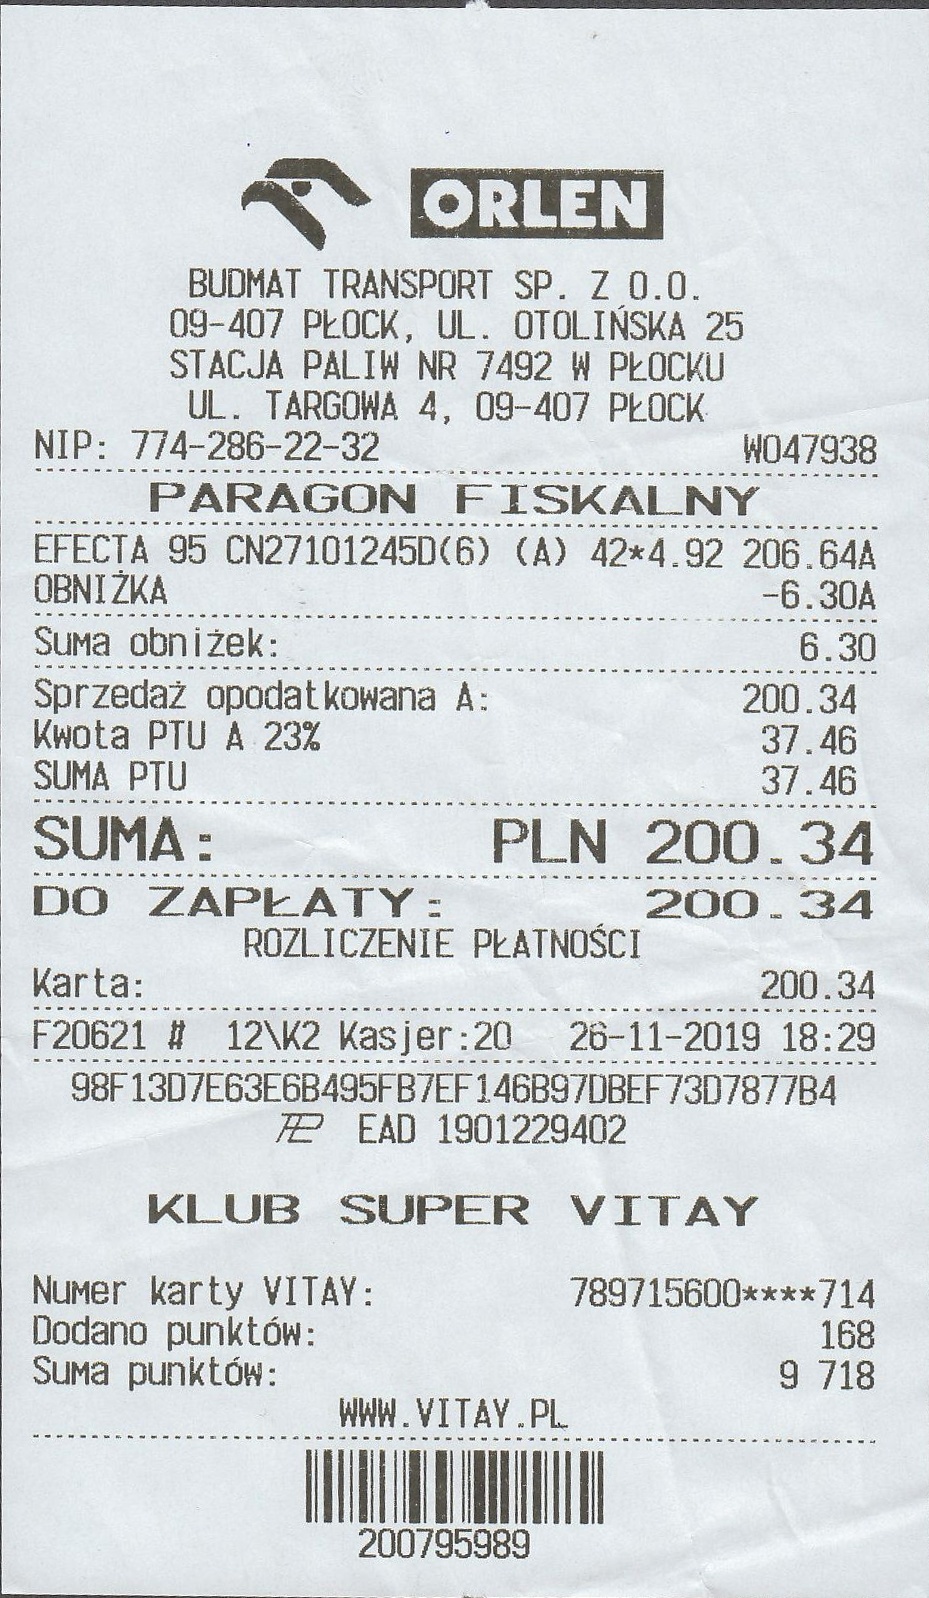 ORLEN
BUDMAT TRANSPORT SP. Z O.O.
09-407 PŁOCK, UL. OTOLIŃSKA 25
STACJA PALIW NR 7492 W PŁOCKU
UL. TARGOWA 4, 09-407 PŁOCK
NIP: 774-286-22-32 W047938
PARAGON FISKALNY
EFECTA 95 CN27101245D(6) (A) 42*4.92 206.64A
OBNIŻKA -6.30A
Suma obniżek: 6.30
Sprzedaż opodatkowana A: 200.34
Kwota PTU A 23% 37.46
SUMA PTU 37.46
SUMA: PLN 200.34
DO ZAPŁATY: 200.34
ROZLICZENIE PŁATNOŚCI
Karta: 200.34
F20621 # 12\K2 Kasjer:20 26-11-2019 18:29
98F13D7E63E6B495FB7EF146B97DBEF73D7877B4
EAD 1901229402
KLUB SUPER VITAY
Numer karty VITAY: 789715600****714
Dodano punktów: 168
Suma punktów: 9 718
WWW.VITAY.PL
200795989